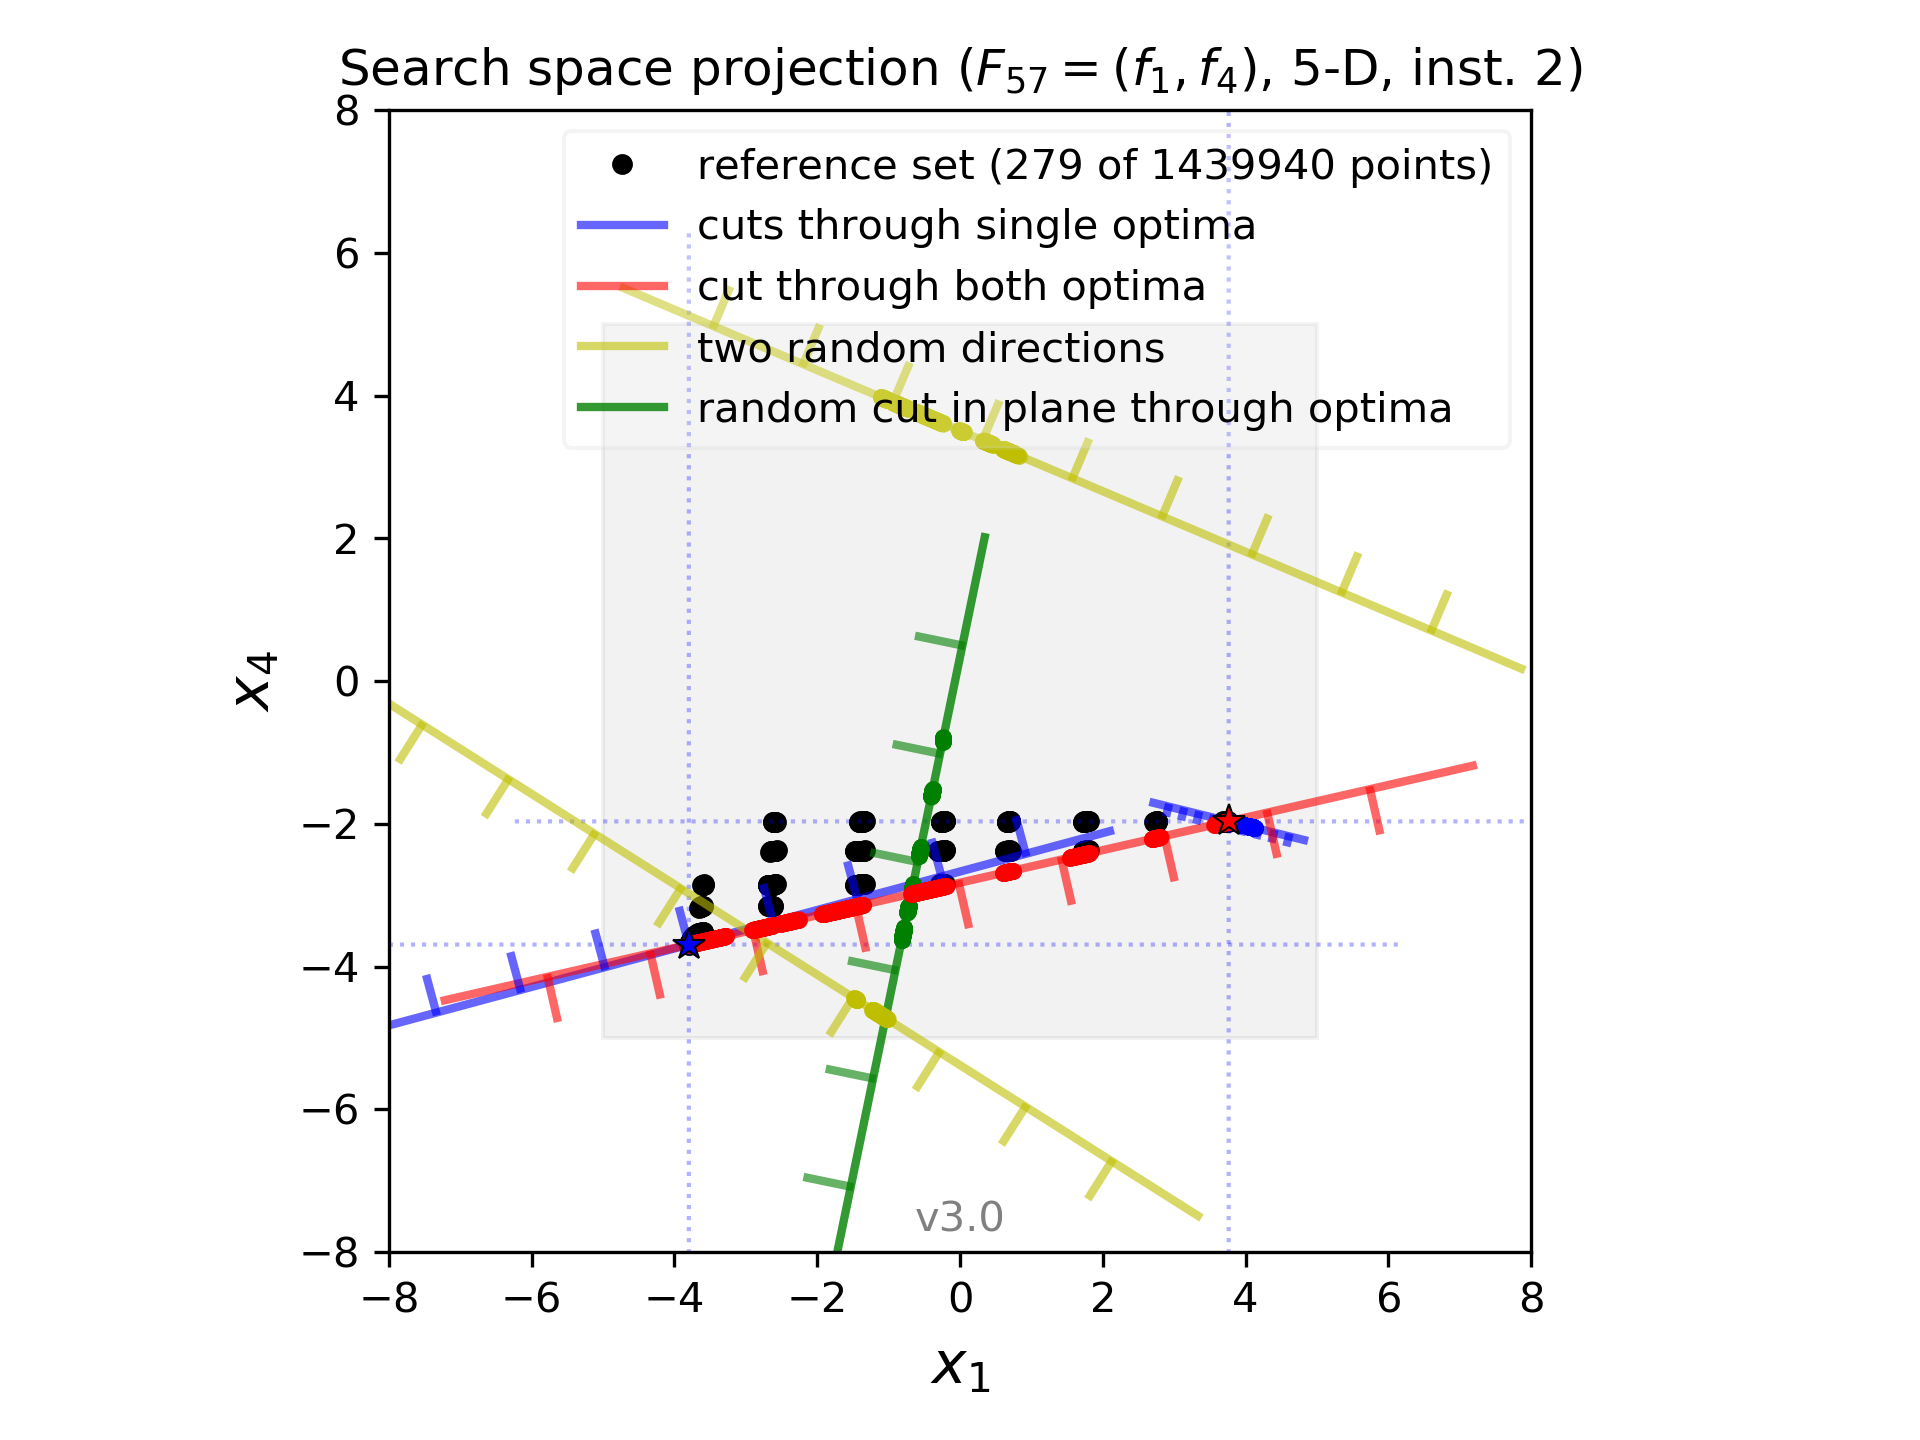 Search space projection (F₅₇ = (f₁, f₄), 5-D, inst. 2)
reference set (279 of 1439940 points)
cuts through single optima
cut through both optima
two random directions
random cut in plane through optima
8
6
4
2
0
−2
−4
−6
−8
x₄
v3.0
−8 −6 −4 −2 0 2 4 6 8
x₁